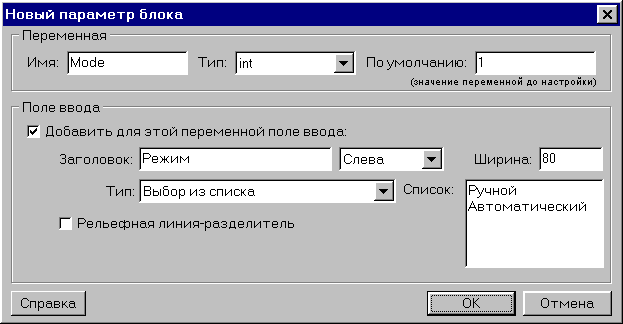 Новый параметр блока
Переменная
Имя: Mode Тип: int По умолчанию: 1
(значение переменной до настройки)
Поле ввода
Добавить для этой переменной поле ввода:
Заголовок: Режим Слева Ширина: 80
Тип: Выбор из списка Список: Ручной
Автоматический
Рельефная линия-разделитель
Справка OK Отмена